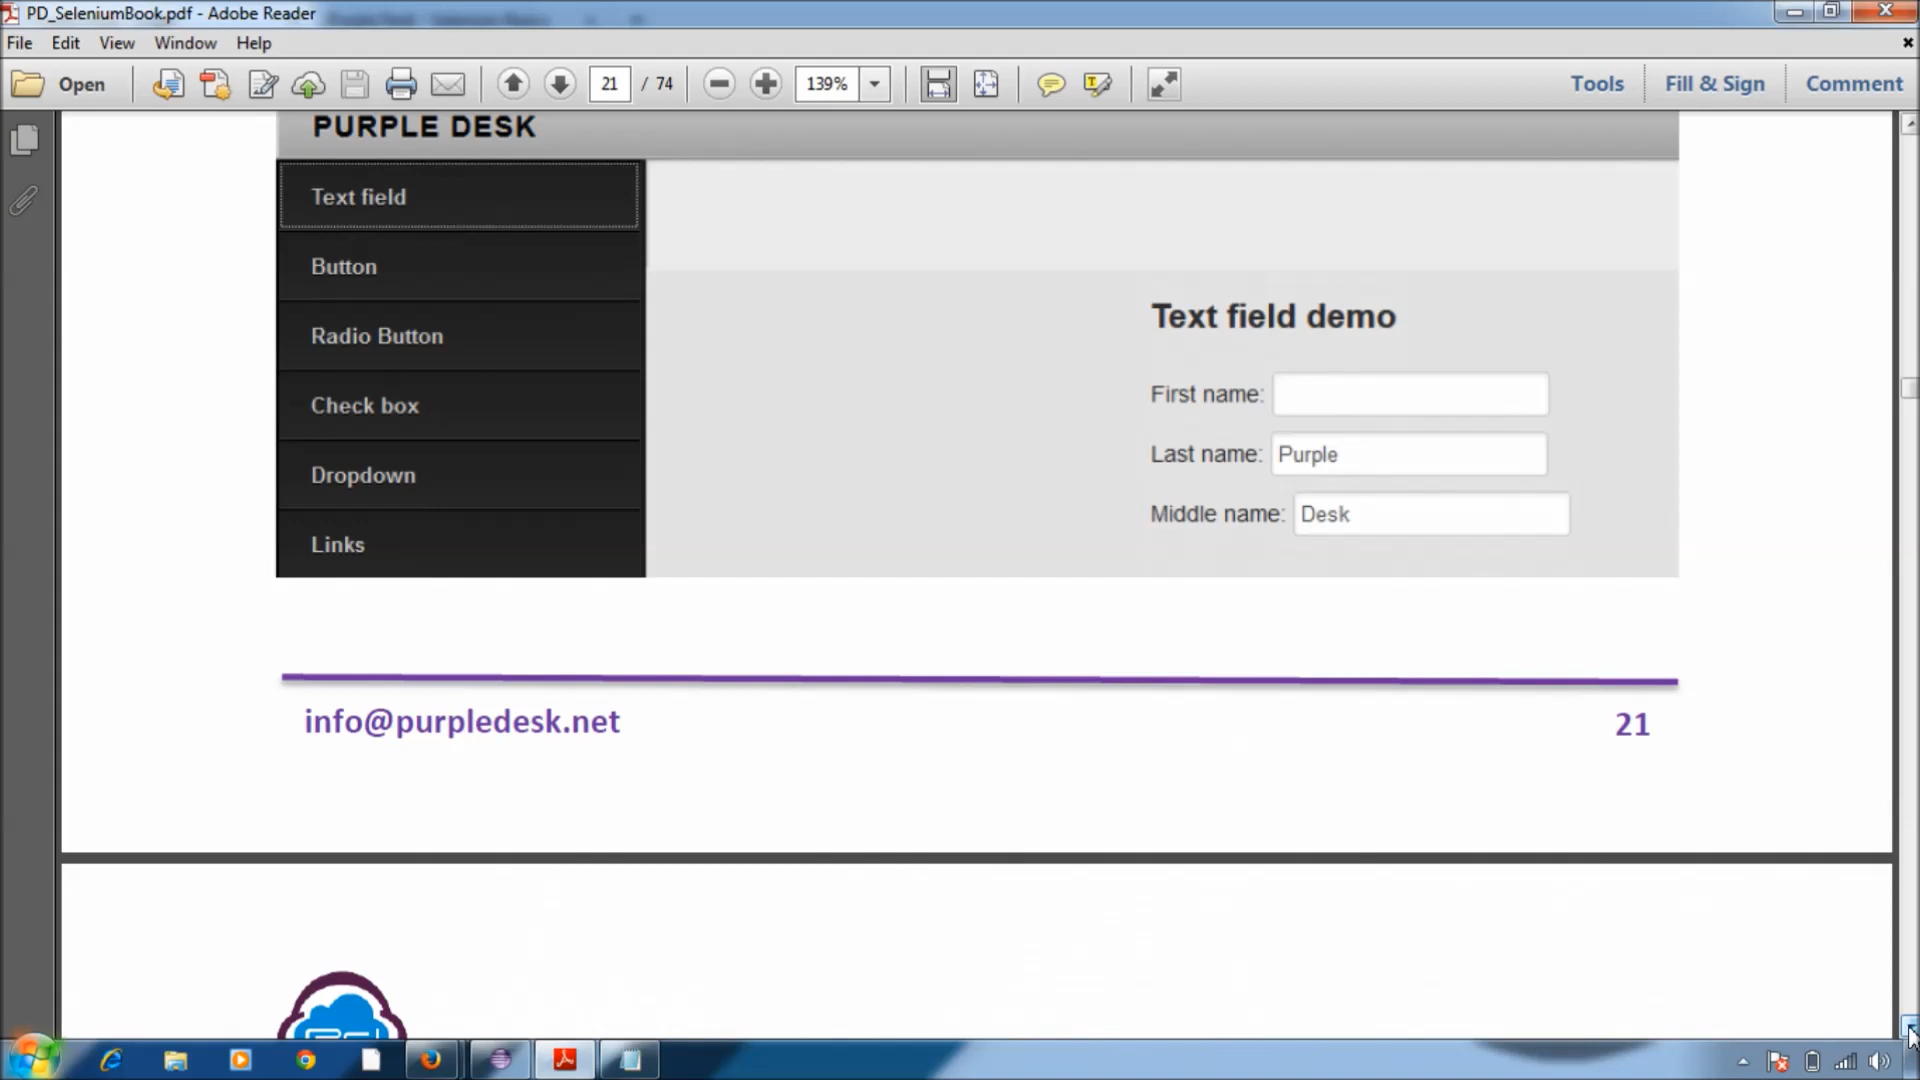 PD_SeleniumBook.pdf - Adobe Reader
File Edit View Window Help
Open 21 / 74 139% Tools Fill & Sign Comment
PURPLE DESK
Text field
Button
Radio Button
Check box
Dropdown
Links
Text field demo
First name:
Last name: Purple
Middle name: Desk
info@purpledesk.net 21